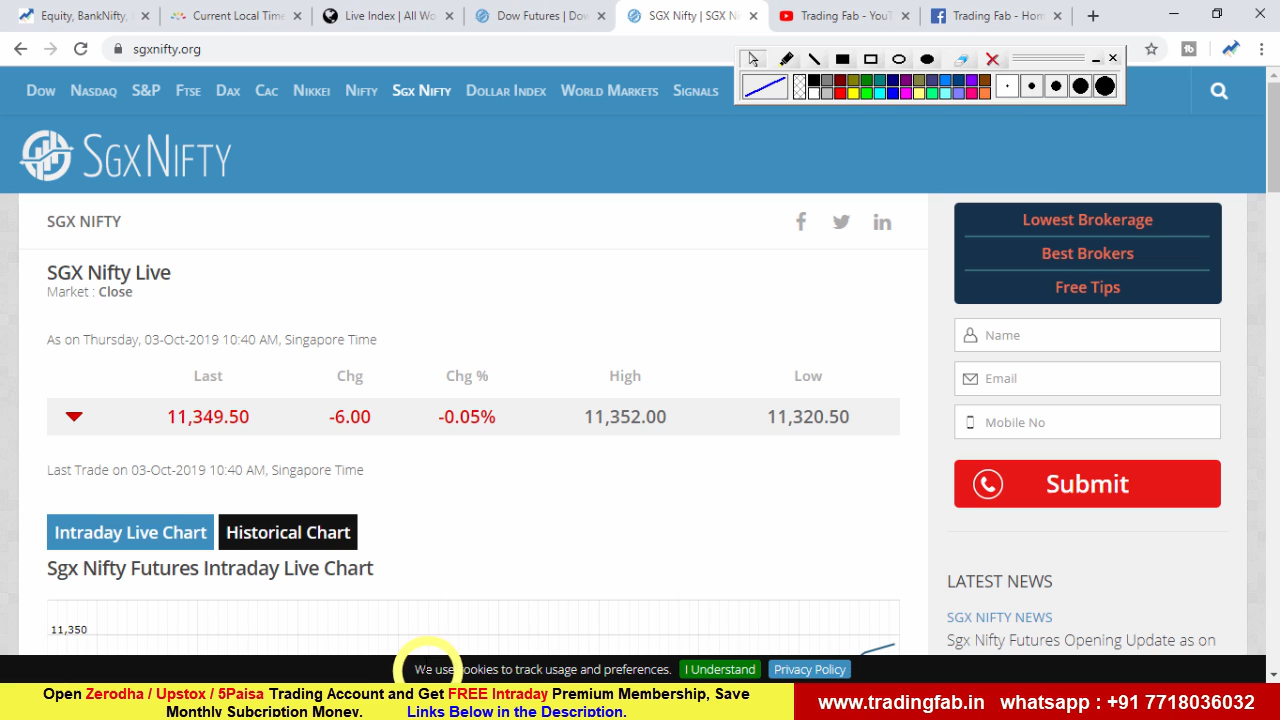 Equity, BankNifty,
Current Local Time
Live Index | All Wo
Dow Futures | Dow
SGX Nifty | SGX N
Trading Fab - YouT
Trading Fab - Hom
sgxnifty.org
Dow Nasdaq S&P Ftse Dax Cac Nikkei Nifty Sgx Nifty Dollar Index World Markets Signals
SgxNifty
SGX NIFTY
SGX Nifty Live
Market : Close
As on Thursday, 03-Oct-2019 10:40 AM, Singapore Time
Last Chg Chg % High Low
11,349.50 -6.00 -0.05% 11,352.00 11,320.50
Last Trade on 03-Oct-2019 10:40 AM, Singapore Time
Intraday Live Chart Historical Chart
Sgx Nifty Futures Intraday Live Chart
11,350
Lowest Brokerage
Best Brokers
Free Tips
Name
Email
Mobile No
Submit
LATEST NEWS
SGX NIFTY NEWS
Sgx Nifty Futures Opening Update as on
We use cookies to track usage and preferences. I Understand Privacy Policy
Open Zerodha / Upstox / 5Paisa Trading Account and Get FREE Intraday Premium Membership, Save
Monthly Subcription Money. Links Below in the Description.
www.tradingfab.in whatsapp : +91 7718036032